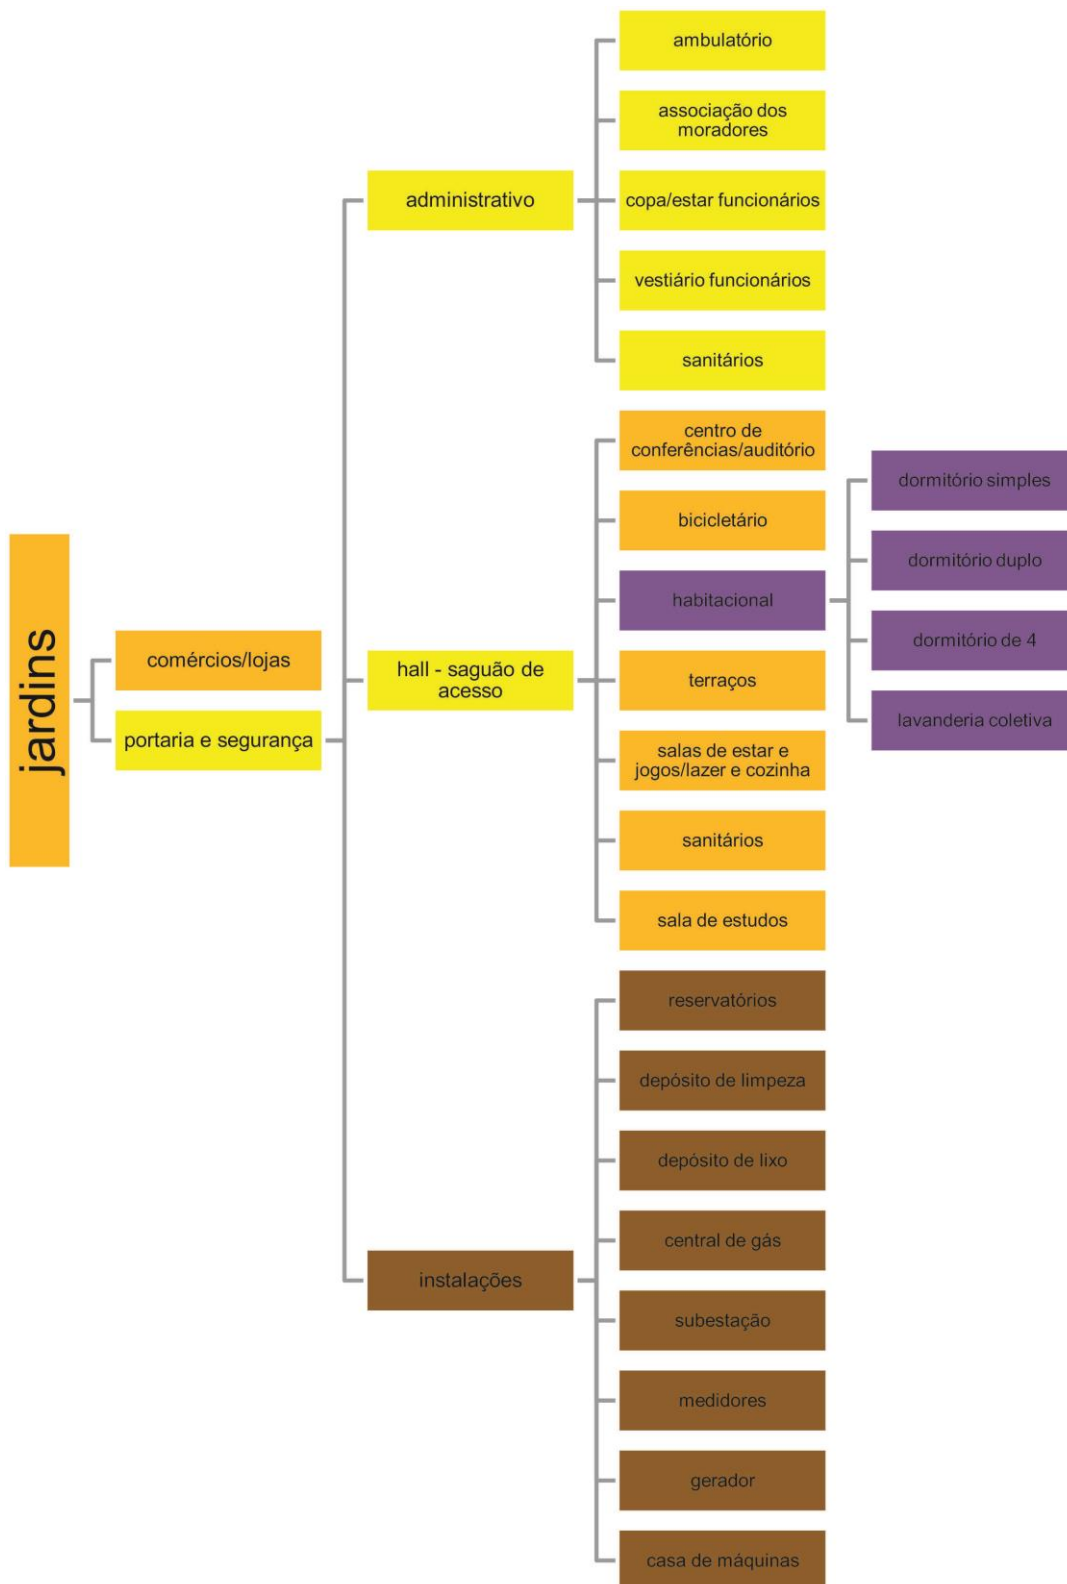 jardins
comércios/lojas
portaria e segurança
administrativo
ambulatório
associação dos
moradores
copa/estar funcionários
vestiário funcionários
sanitários
hall - saguão de
acesso
centro de
conferências/auditório
bicicletário
habitacional
dormitório simples
dormitório duplo
dormitório de 4
lavanderia coletiva
terraços
salas de estar e
jogos/lazer e cozinha
sanitários
sala de estudos
instalações
reservatórios
depósito de limpeza
depósito de lixo
central de gás
subestação
medidores
gerador
casa de máquinas